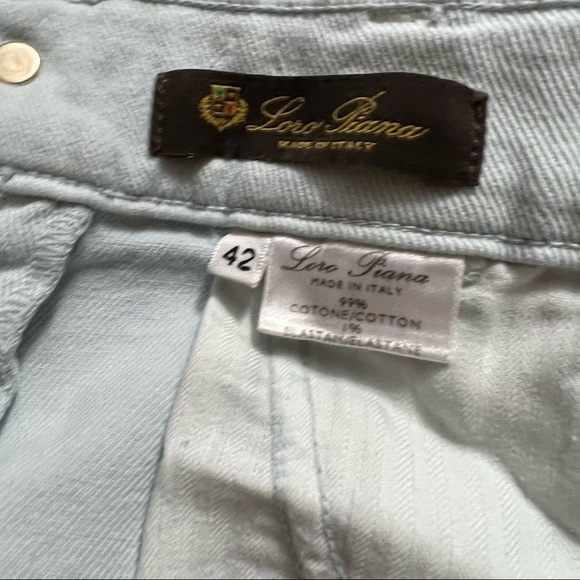 Loro Piana
MADE IN ITALY
42
Loro Piana
MADE IN ITALY
99%
COTONE/COTTON
1%
ELASTAN/ELASTANE